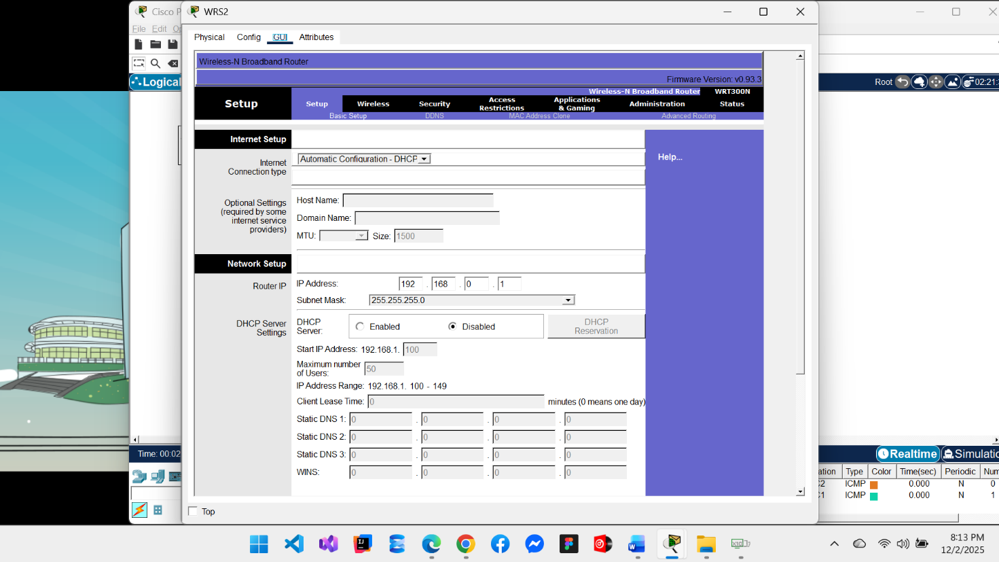 Cisco P
WRS2
File Edit Op
Physical Config GUI Attributes
Wireless-N Broadband Router
Firmware Version: v0.93.3
Logical
Root
02:21:3
Wireless-N Broadband Router WRT300N
Setup
Setup Wireless Security Access Restrictions Applications & Gaming Administration Status
Basic Setup DDNS MAC Address Clone Advanced Routing
Internet Setup
Internet Connection type
Automatic Configuration - DHCP
Help...
Optional Settings
(required by some
internet service
providers)
Host Name:
Domain Name:
MTU: Size: 1500
Network Setup
Router IP
IP Address: 192 . 168 . 0 . 1
Subnet Mask: 255.255.255.0
DHCP Server Settings
DHCP Server: Enabled Disabled
DHCP Reservation
Start IP Address: 192.168.1. 100
Maximum number of Users: 50
IP Address Range: 192.168.1. 100 - 149
Client Lease Time: 0 minutes (0 means one day)
Static DNS 1: 0 . 0 . 0 . 0
Static DNS 2: 0 . 0 . 0 . 0
Static DNS 3: 0 . 0 . 0 . 0
WINS: 0 . 0 . 0 . 0
Time: 00:02
Realtime Simulatio
ation Type Color Time(sec) Periodic Num
C2 ICMP 0.000 N 0
C1 ICMP 0.000 N 1
Top
8:13 PM
12/2/2025